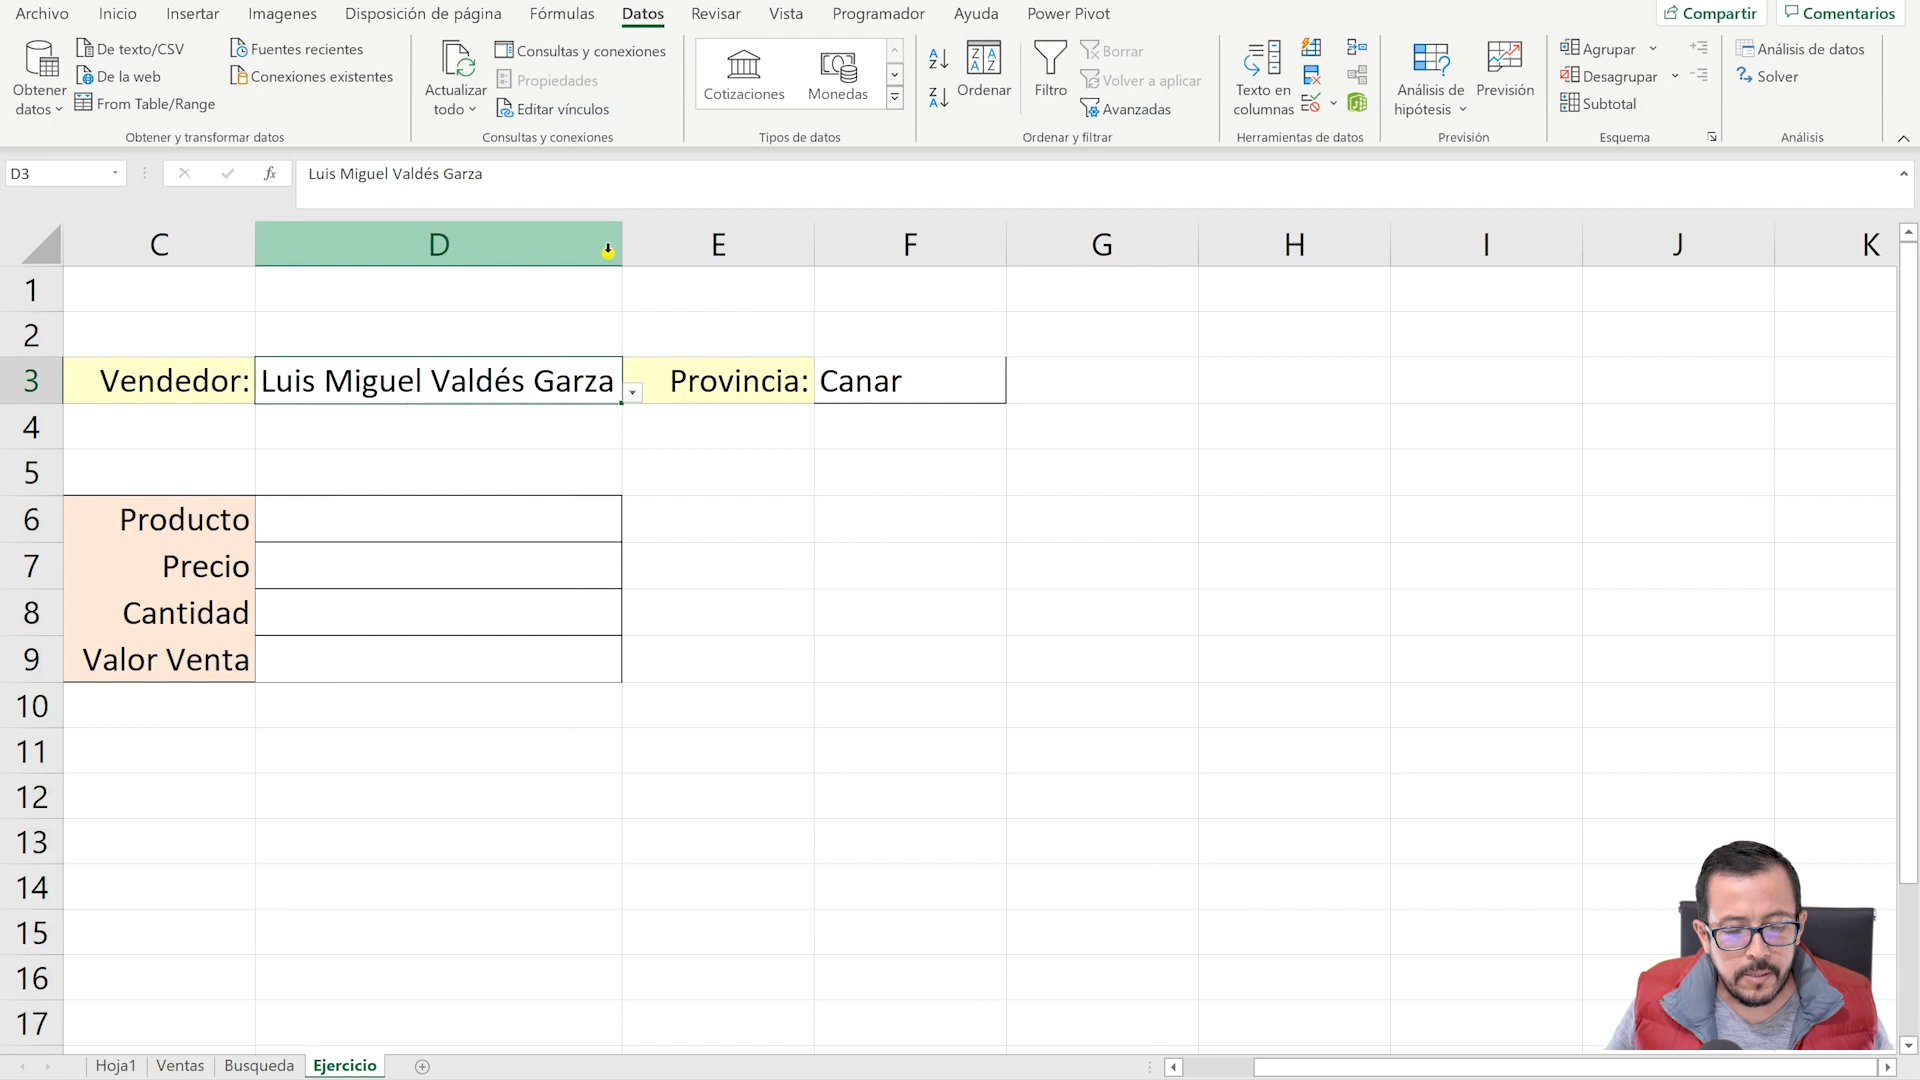 Archivo Inicio Insertar Imagenes Disposición de página Fórmulas Datos Revisar Vista Programador Ayuda Power Pivot Compartir Comentarios
Obtener datos
De texto/CSV
De la web
From Table/Range
Fuentes recientes
Conexiones existentes
Obtener y transformar datos
Actualizar todo
Consultas y conexiones
Propiedades
Editar vínculos
Consultas y conexiones
Cotizaciones Monedas
Tipos de datos
Ordenar
Filtro
Borrar
Volver a aplicar
Avanzadas
Ordenar y filtrar
Texto en columnas
Herramientas de datos
Análisis de hipótesis
Previsión
Previsión
Agrupar
Desagrupar
Subtotal
Esquema
Análisis de datos
Solver
Análisis
D3 fx Luis Miguel Valdés Garza
C D E F G H I J K
1
2
3 Vendedor: Luis Miguel Valdés Garza Provincia: Canar
4
5
6 Producto
7 Precio
8 Cantidad
9 Valor Venta
10
11
12
13
14
15
16
17
Hoja1 Ventas Busqueda Ejercicio